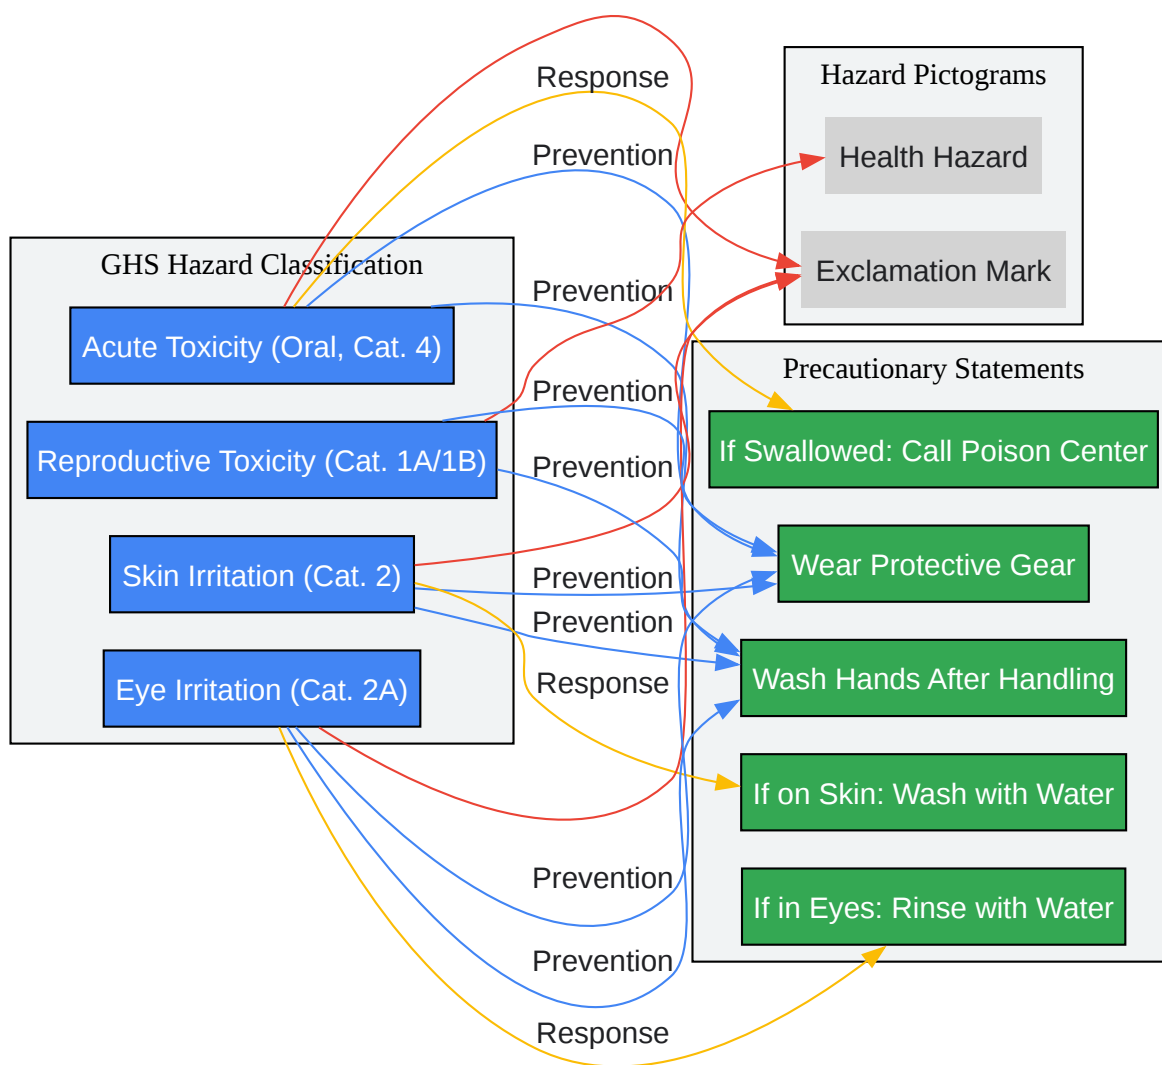 Response
Hazard Pictograms
Prevention
Health Hazard
GHS Hazard Classification
Exclamation Mark
Prevention
Acute Toxicity (Oral, Cat. 4)
Precautionary Statements
Prevention
If Swallowed: Call Poison Center
Reproductive Toxicity (Cat. 1A/1B)
Prevention
Wear Protective Gear
Skin Irritation (Cat. 2)
Prevention
Prevention
Wash Hands After Handling
Eye Irritation (Cat. 2A)
Response
If on Skin: Wash with Water
Prevention
If in Eyes: Rinse with Water
Prevention
Response